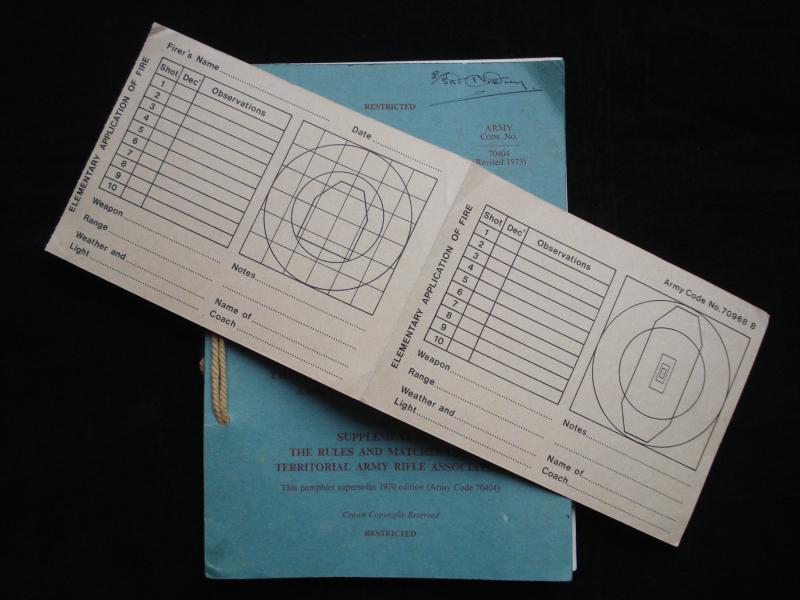 ELEMENTARY APPLICATION OF FIRE
Firer's Name
Date
Shot Dec' Observations
1
2
3
4
5
6
7
8
9
10
Weapon
Range
Weather and
Light
Notes
Name of
Coach
ELEMENTARY APPLICATION OF FIRE
Army Code No. 70968 B
Shot Dec' Observations
1
2
3
4
5
6
7
8
9
10
Weapon
Range
Weather and
Light
Notes
Name of
Coach
RESTRICTED
ARMY
CODE No.
70404
(Revised 1973)
SUPPLEMENT
THE RULES AND MATCHES
TERRITORIAL ARMY RIFLE
This pamphlet supersedes 1970 edition (Army Code 70404)
Crown Copyright Reserved
RESTRICTED